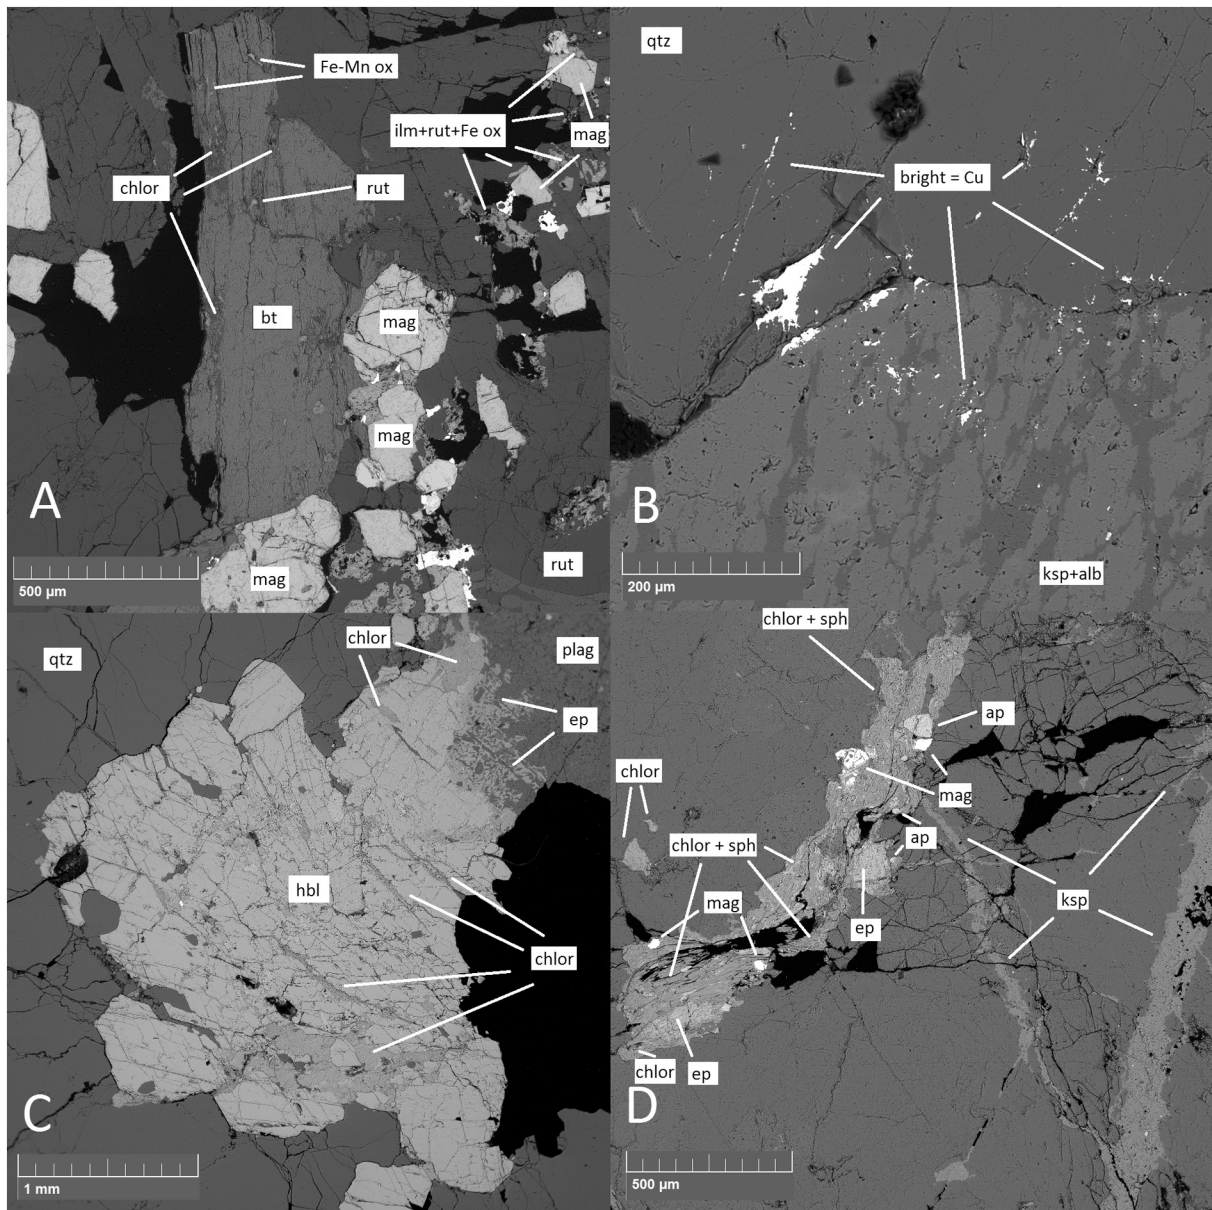 Fe-Mn ox
ilm+rut+Fe ox
mag
chlor
rut
bt
mag
mag
mag
rut
A
500 µm
qtz
bright = Cu
B
ksp+alb
200 µm
qtz
chlor
plag
ep
hbl
chlor
C
1 mm
chlor + sph
ap
chlor
mag
ap
chlor + sph
mag
ksp
ep
chlor
ep
D
500 µm